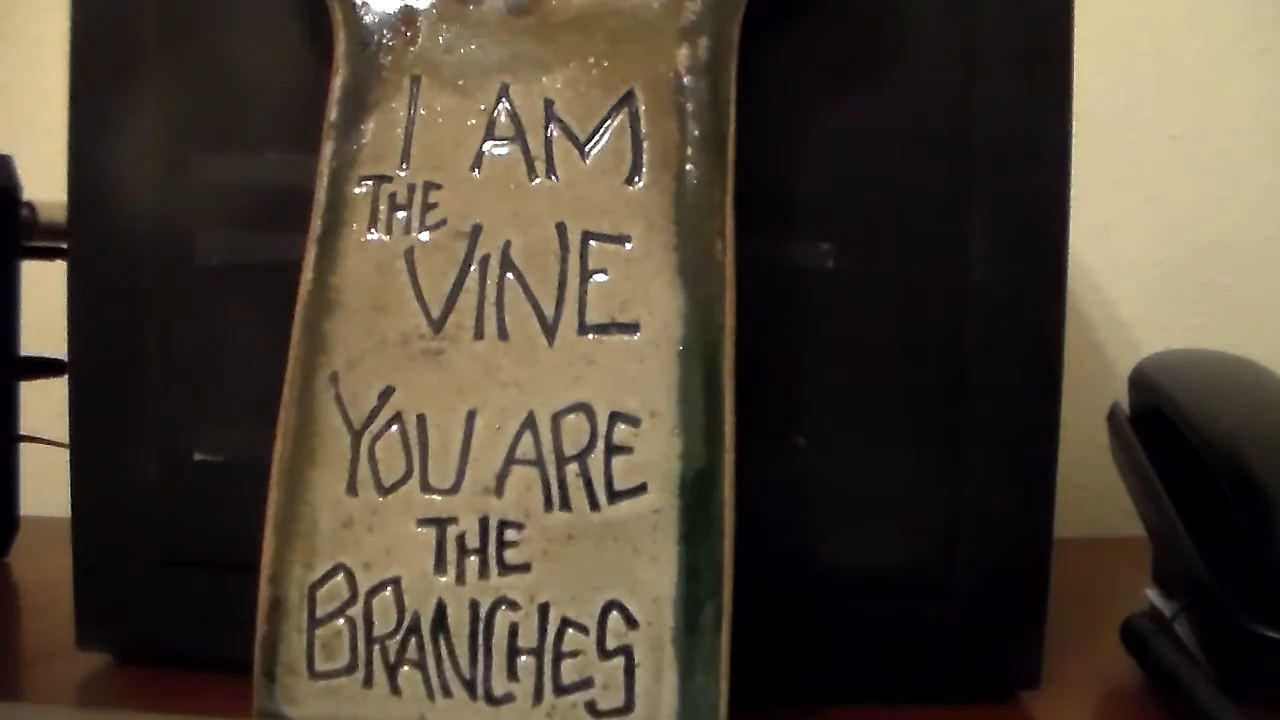 I AM
THE
VINE
YOU ARE
THE
BRANCHES